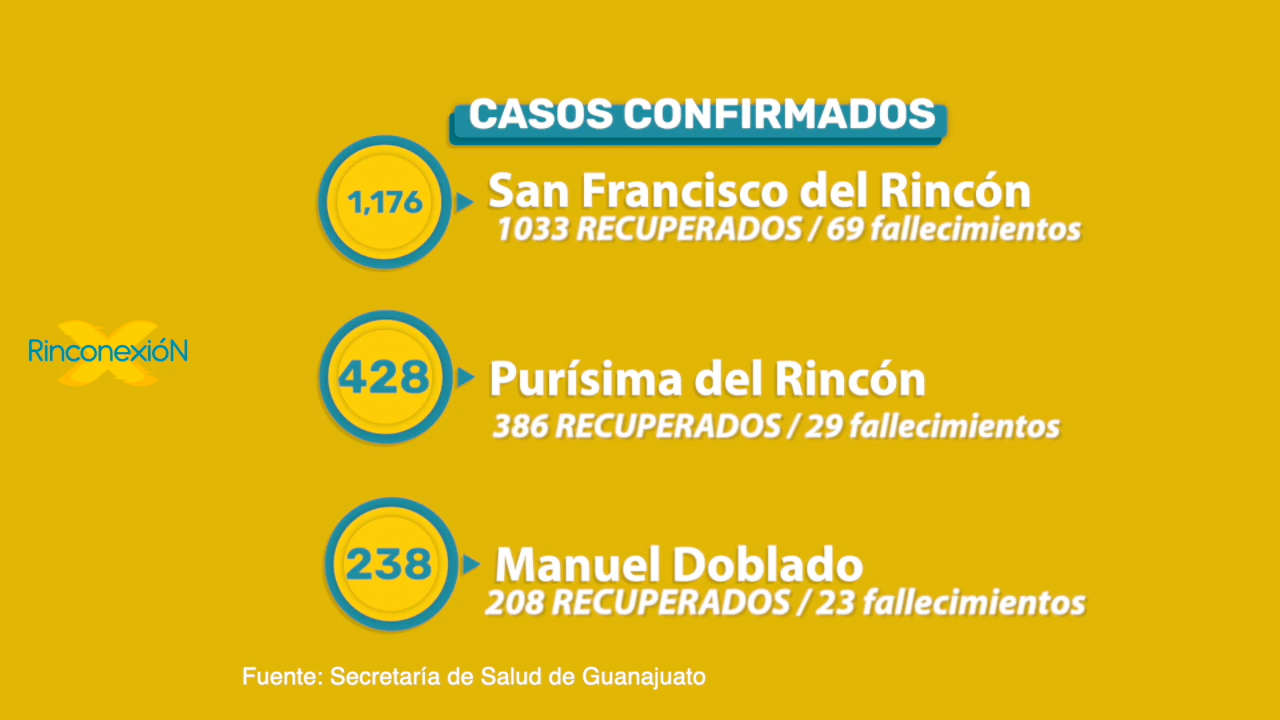 CASOS CONFIRMADOS
1,176
San Francisco del Rincón
1033 RECUPERADOS / 69 fallecimientos
RinconexióN
428
Purísima del Rincón
386 RECUPERADOS / 29 fallecimientos
238
Manuel Doblado
208 RECUPERADOS / 23 fallecimientos
Fuente: Secretaría de Salud de Guanajuato